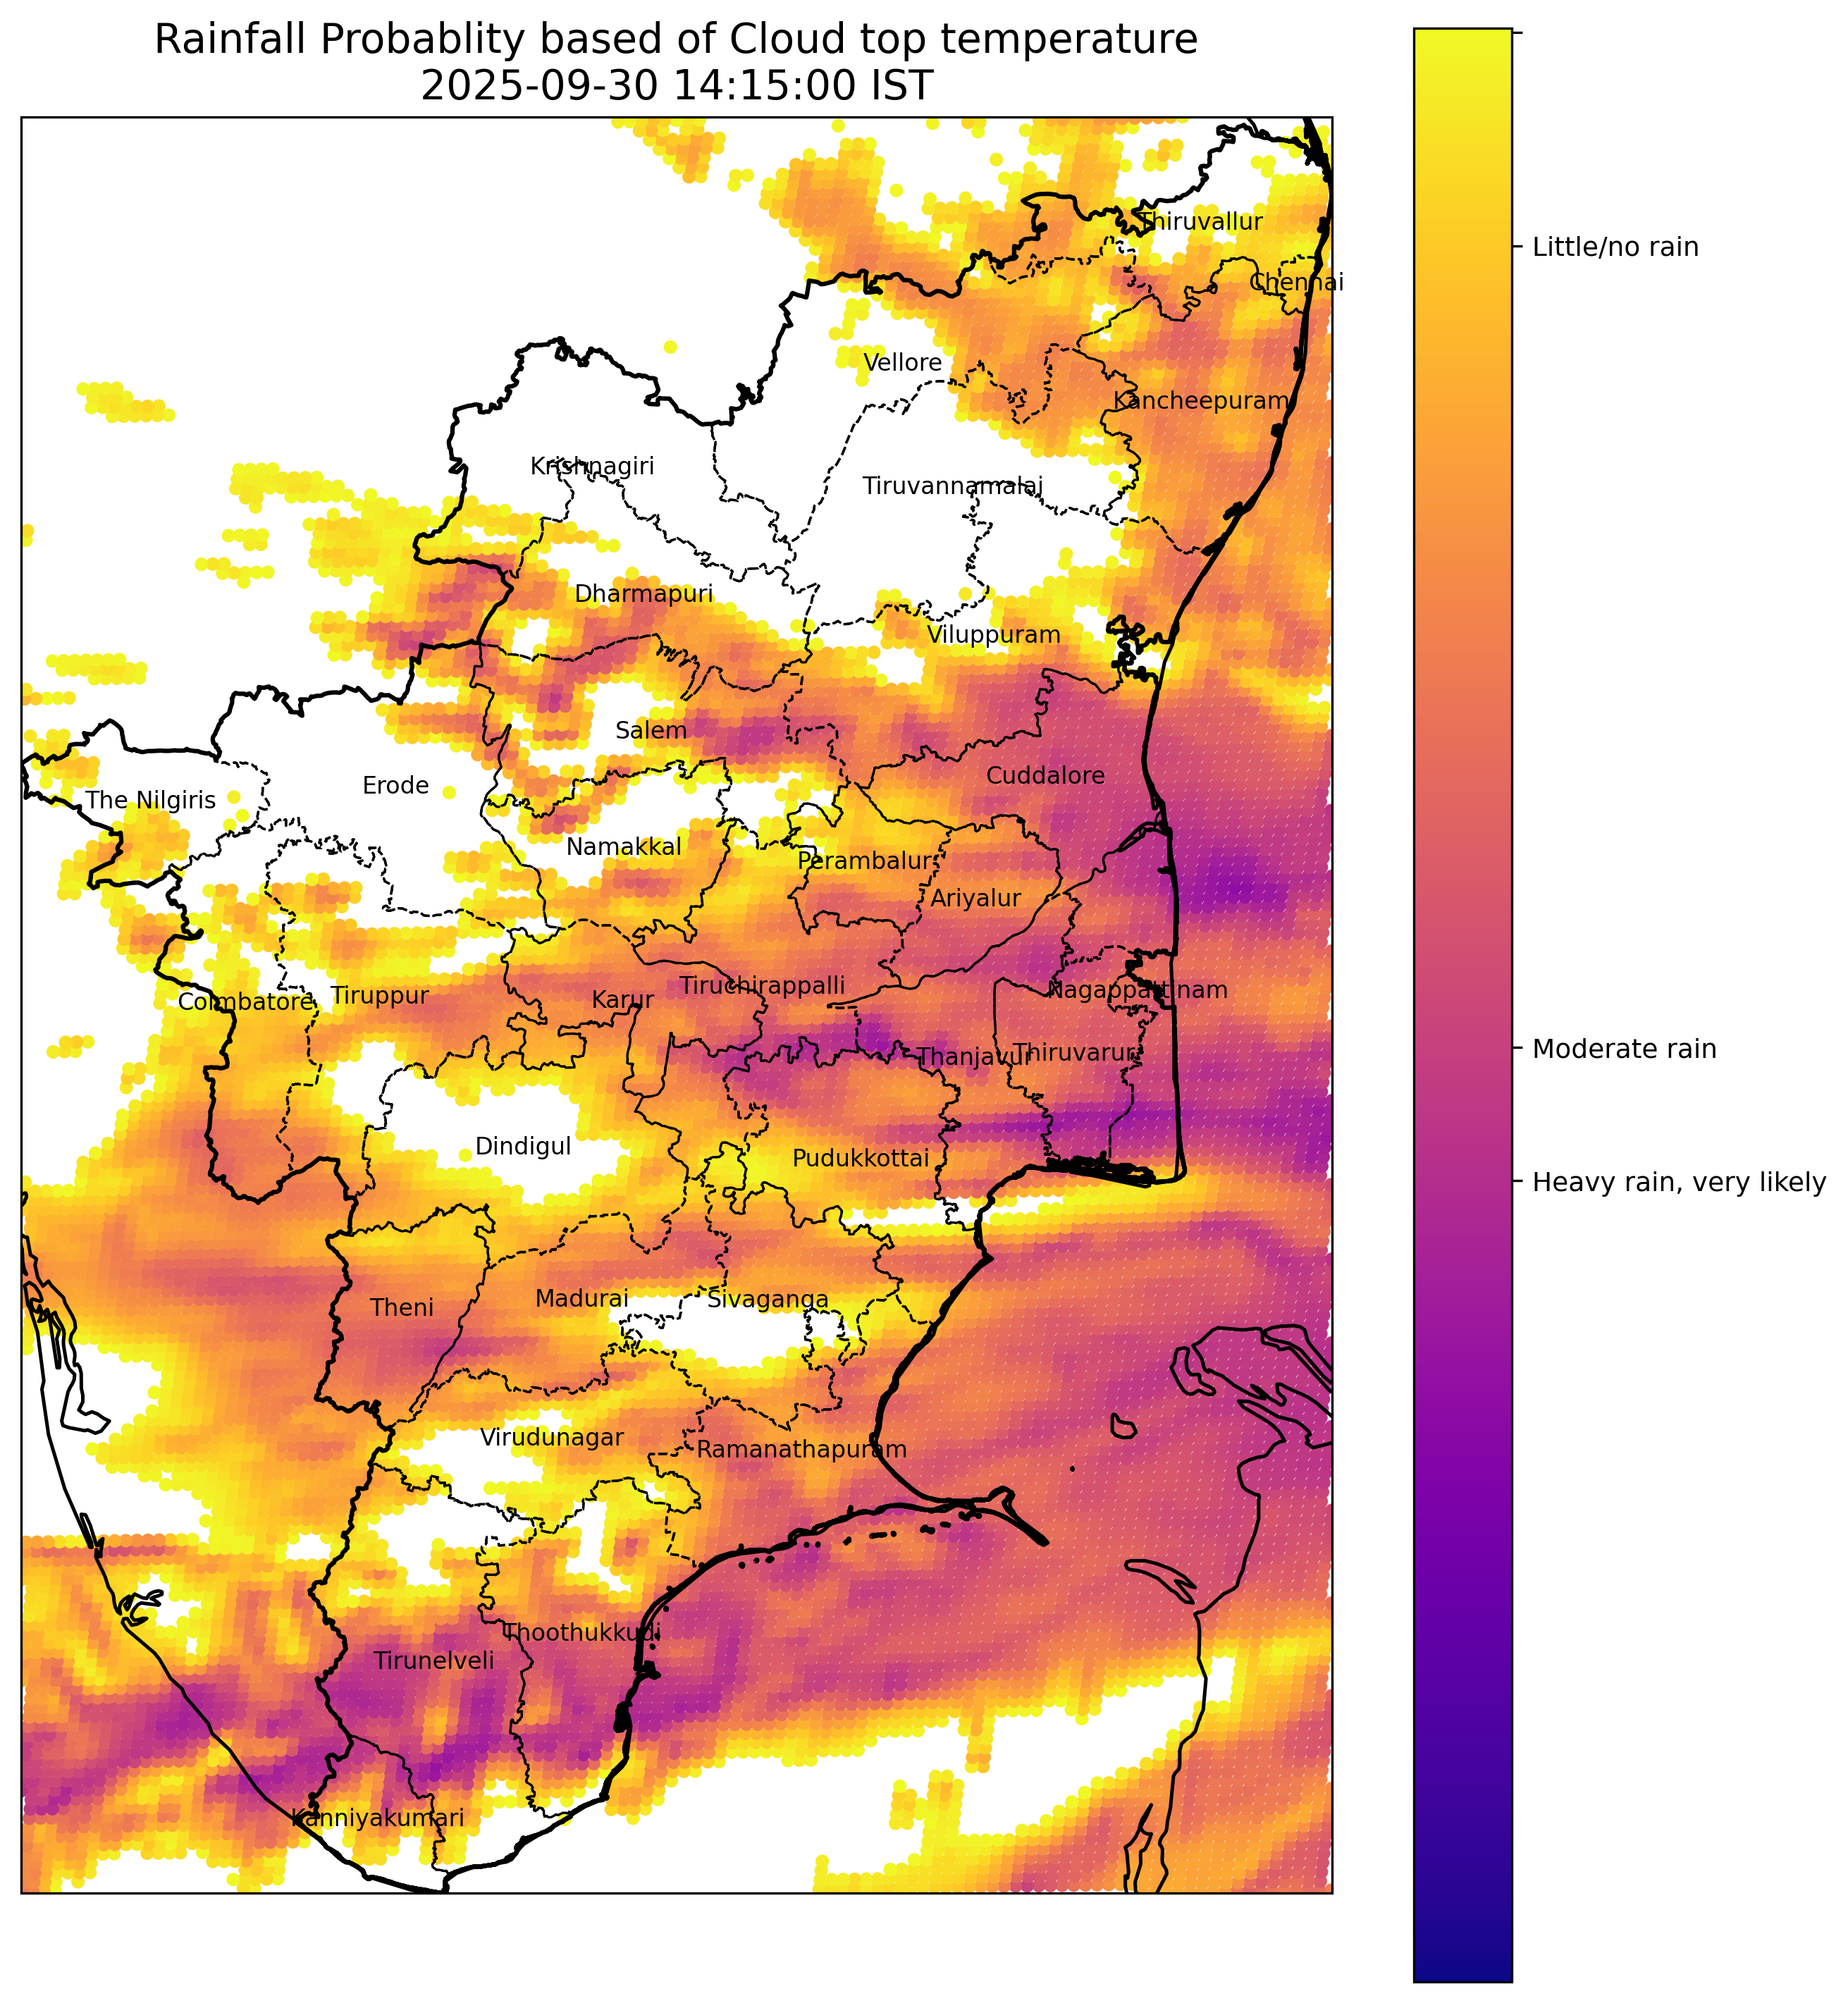 Rainfall Probablity based of Cloud top temperature
2025-09-30 14:15:00 IST
Thiruvallur
Little/no rain
Chennai
Vellore
Kancheepuram
Krishnagiri
Tiruvannamalai
Dharmapuri
Viluppuram
Salem
Cuddalore
Erode
The Nilgiris
Namakkal
Perambalur
Ariyalur
Tiruchirappalli
Nagappattinam
Tiruppur
Karur
Coimbatore
Moderate rain
Thanjavur
Thiruvarur
Dindigul
Pudukkottai
Heavy rain, very likely
Madurai
Sivaganga
Theni
Virudunagar
Ramanathapuram
Thoothukkudi
Tirunelveli
Kanniyakumari